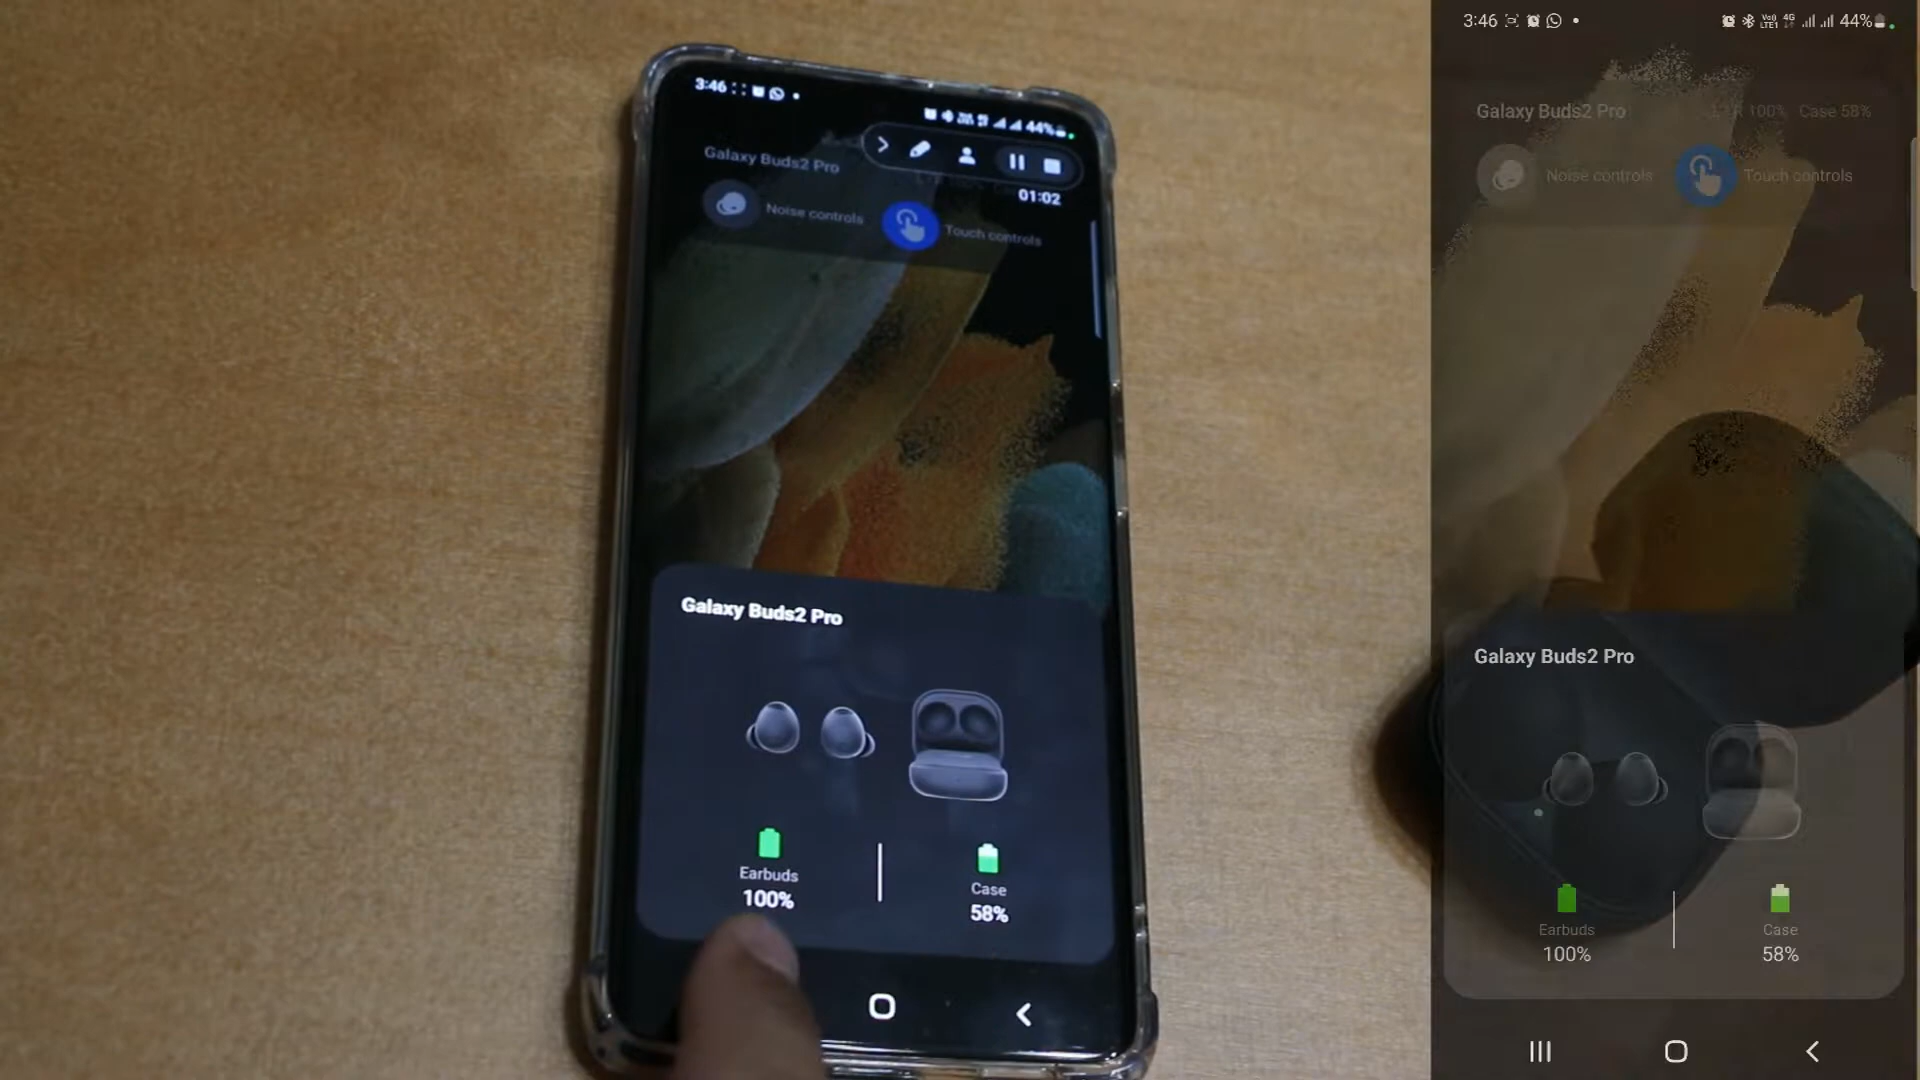 3:46
44%
01:02
Galaxy Buds2 Pro
Noise controls
Touch controls
Galaxy Buds2 Pro
Earbuds
100%
Case
58%
3:46
4G
44%
Galaxy Buds2 Pro
R 100% Case 58%
Noise controls
Touch controls
Galaxy Buds2 Pro
Earbuds
100%
Case
58%